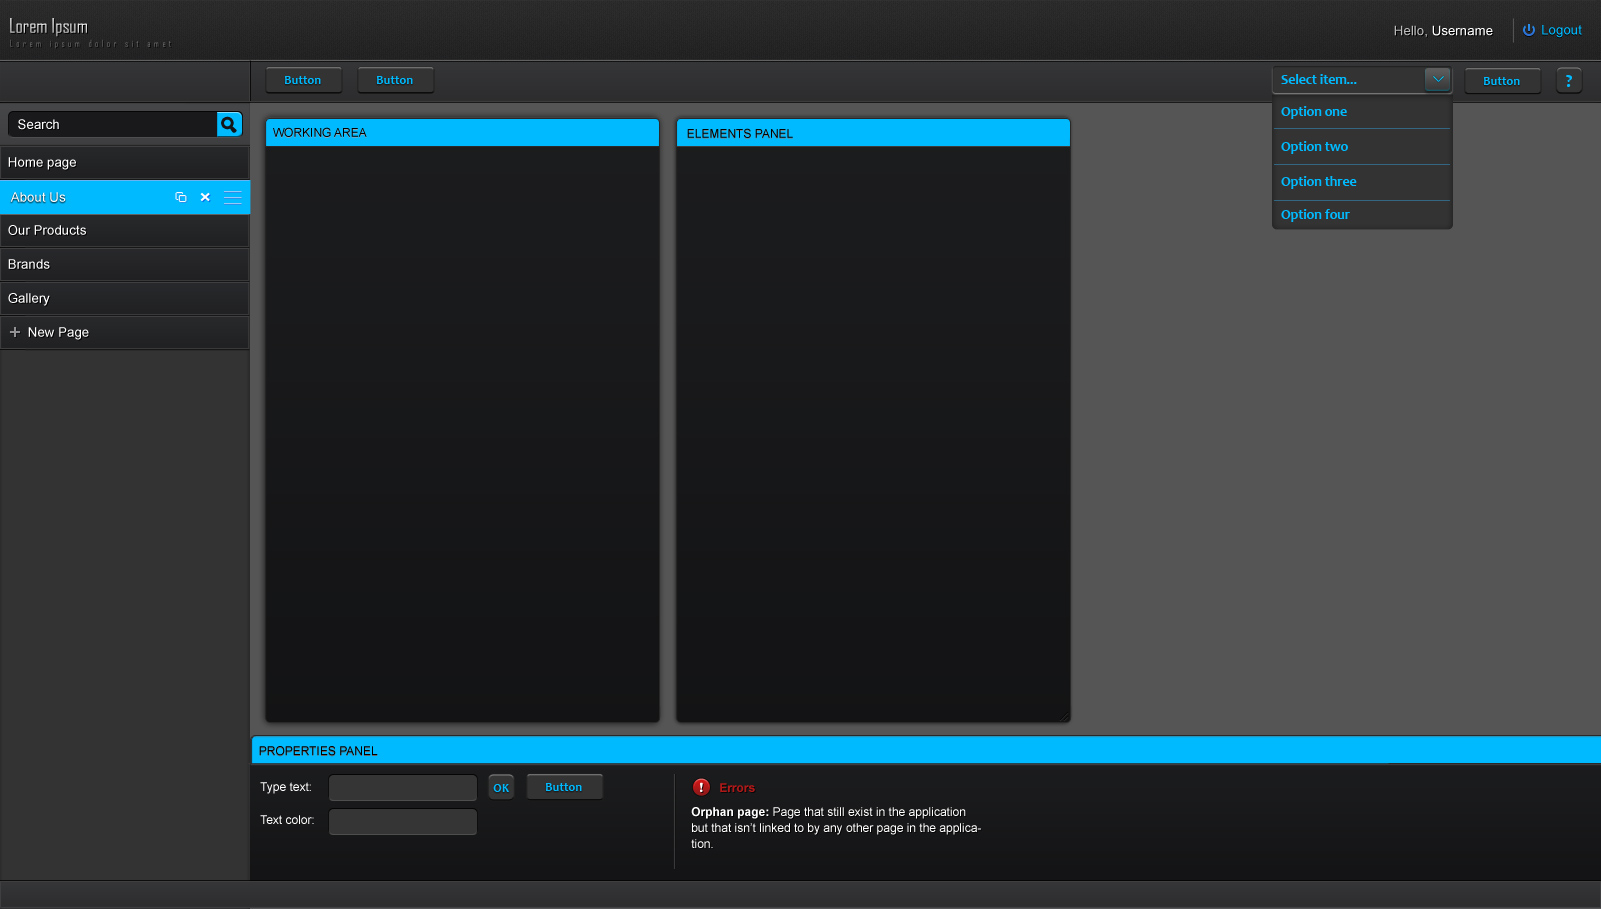 Lorem Ipsum
Lorem ipsum dolor sit amet
Hello, Username
Logout
Button
Button
Select item...
Button
?
Option one
Option two
Option three
Option four
Search
Home page
About Us
Our Products
Brands
Gallery
New Page
WORKING AREA
ELEMENTS PANEL
PROPERTIES PANEL
Type text:
OK
Button
Text color:
Errors
Orphan page: Page that still exist in the application
but that isn't linked to by any other page in the applica-
tion.